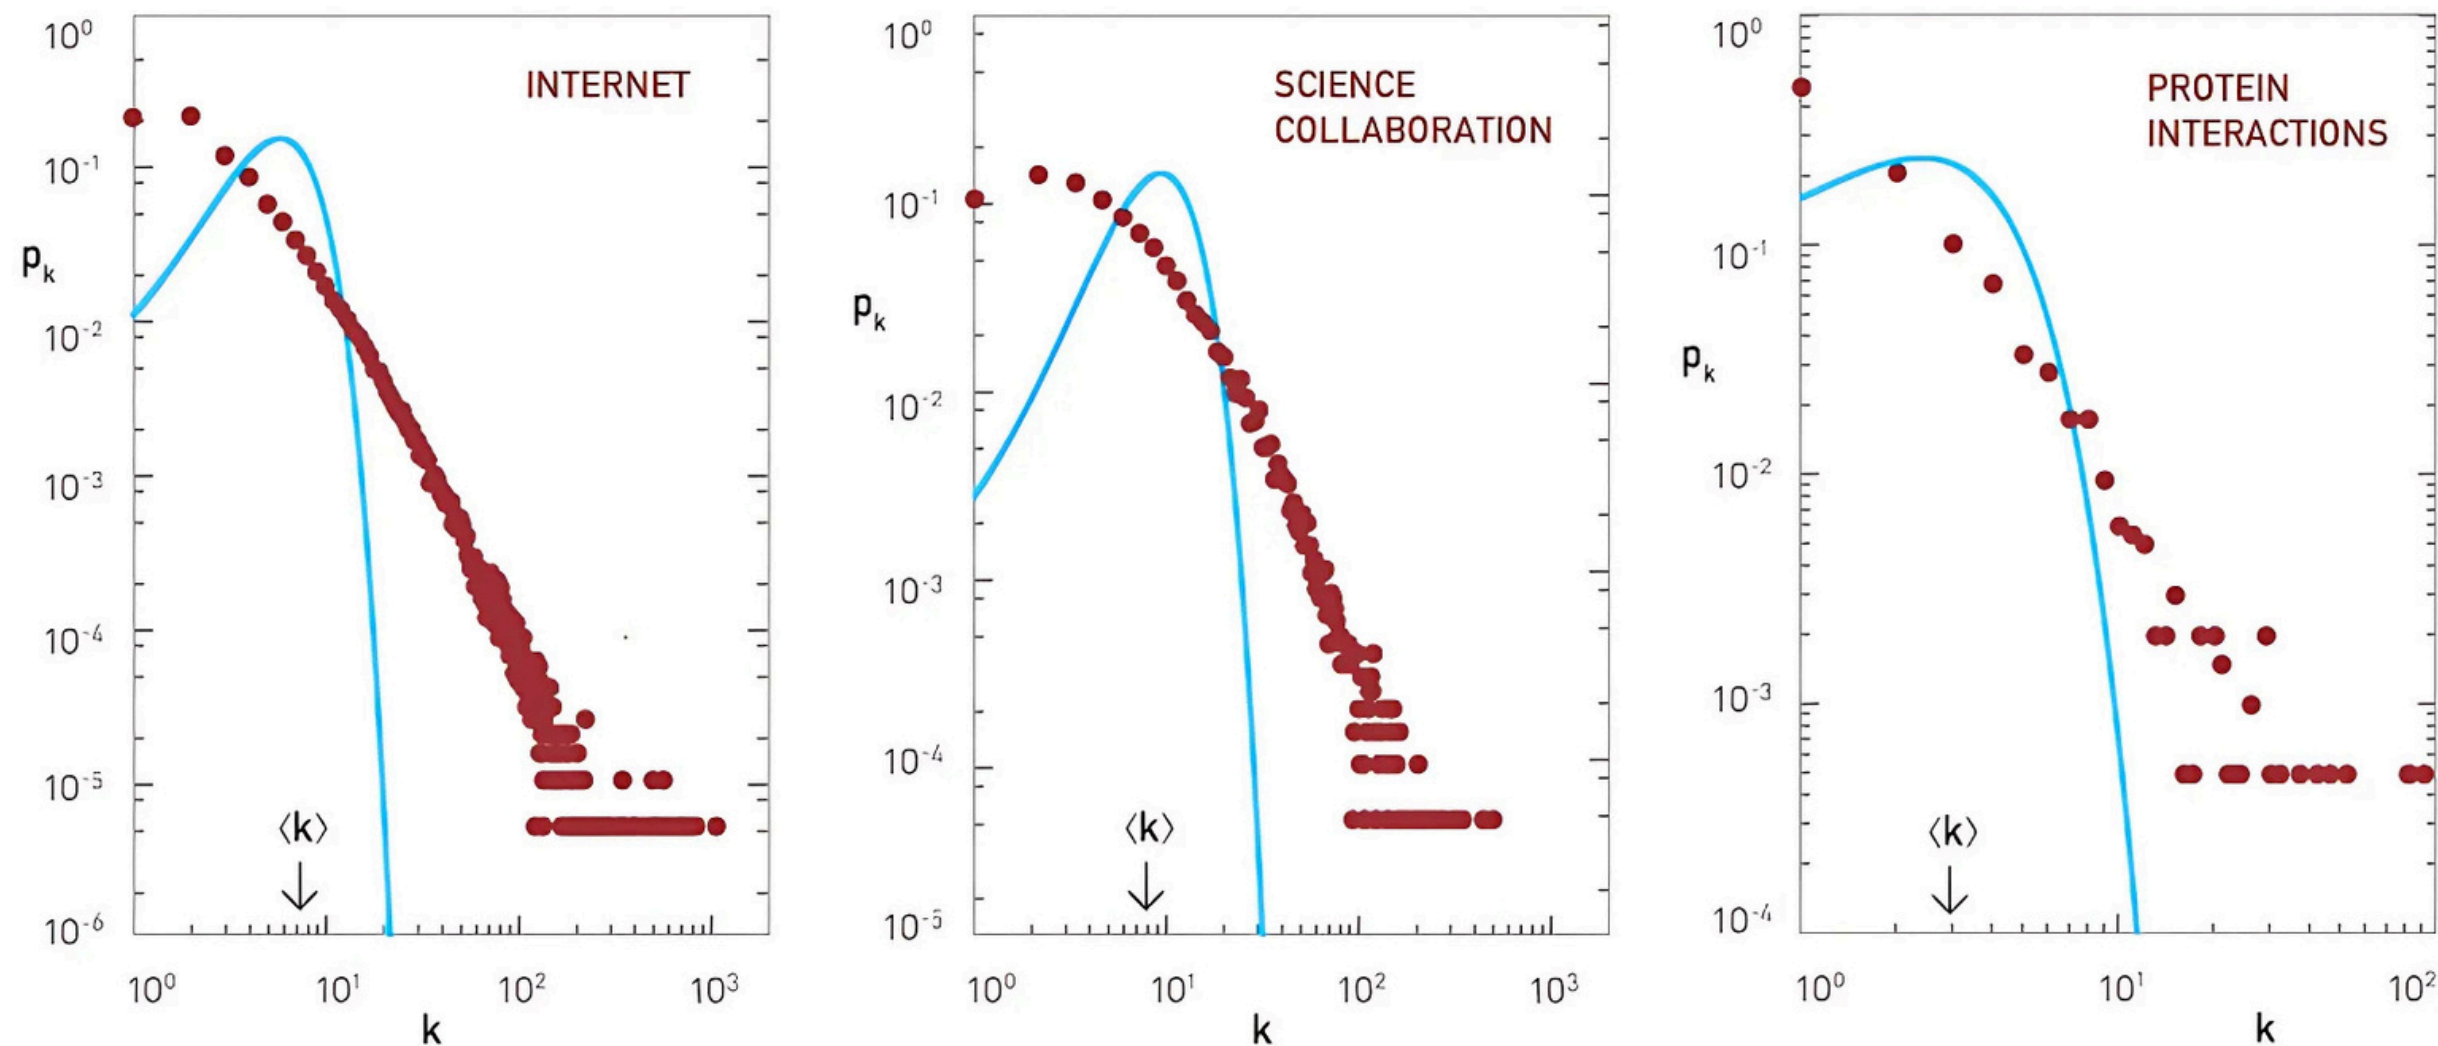 INTERNET
10⁰
10⁻¹
10⁻²
10⁻³
10⁻⁴
10⁻⁵
10⁻⁶
pₖ
⟨k⟩
10⁰ 10¹ 10² 10³
k
SCIENCE
COLLABORATION
10⁰
10⁻¹
10⁻²
10⁻³
10⁻⁴
10⁻⁵
pₖ
⟨k⟩
10⁰ 10¹ 10² 10³
k
PROTEIN
INTERACTIONS
10⁰
10⁻¹
10⁻²
10⁻³
10⁻⁴
pₖ
⟨k⟩
10⁰ 10¹ 10²
k